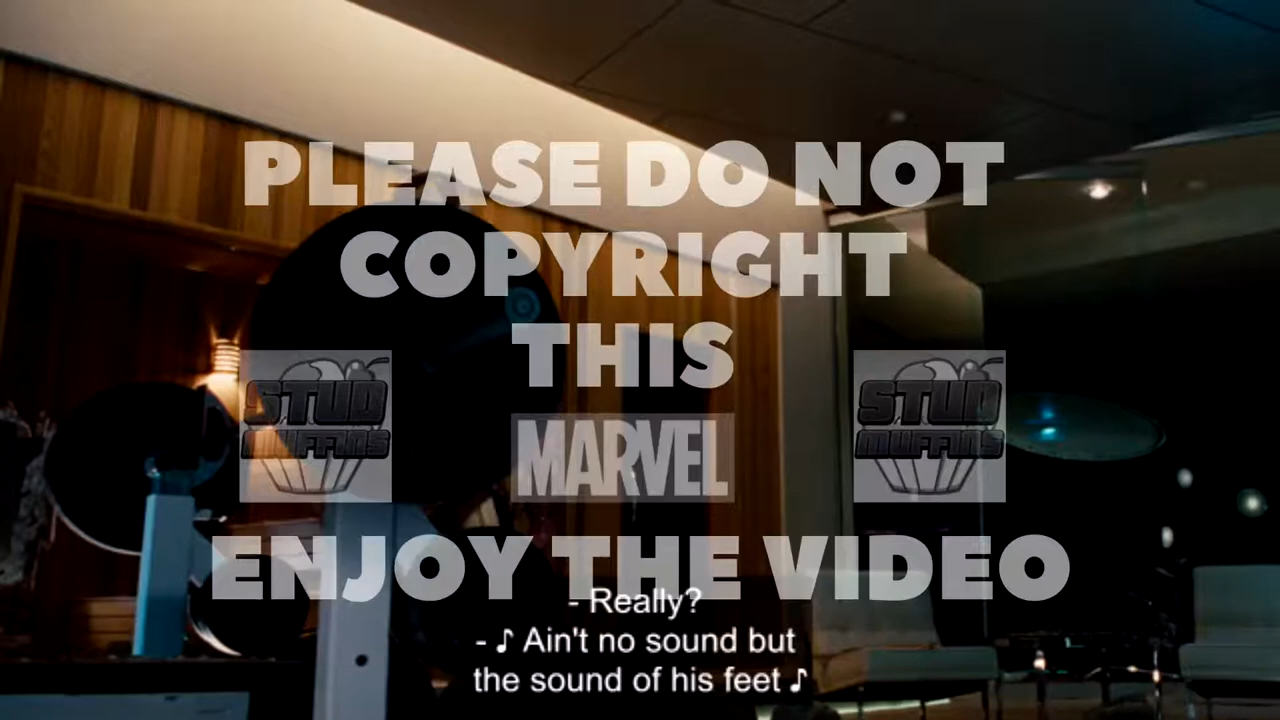 PLEASE DO NOT
COPYRIGHT
THIS
STUD
MUFFINS
MARVEL
STUD
MUFFINS
ENJOY THE VIDEO
- Really?
- ♪ Ain't no sound but
the sound of his feet ♪